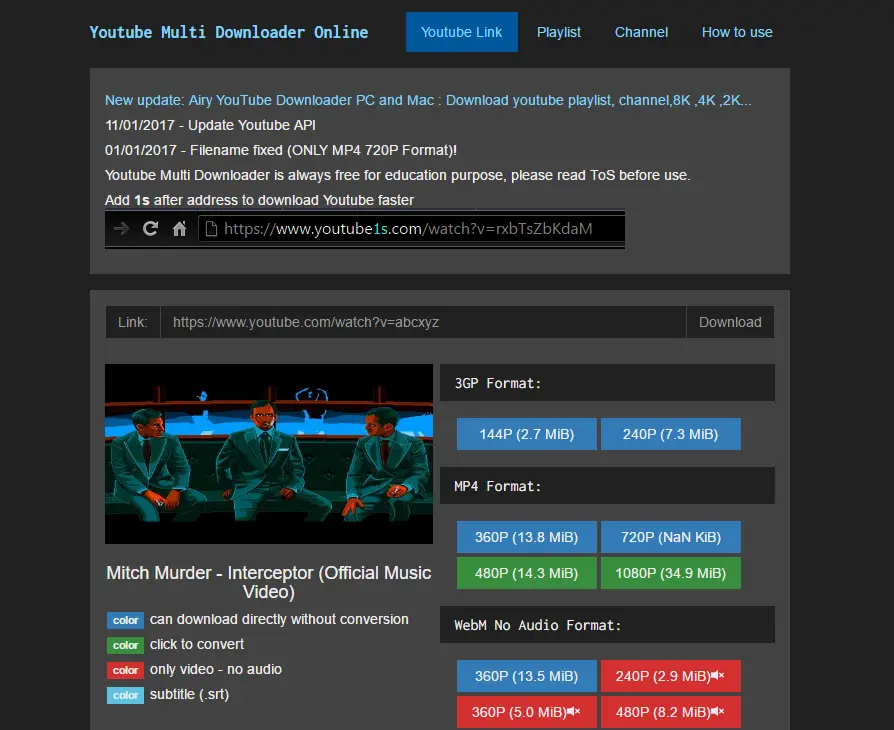 Youtube Multi Downloader Online
Youtube Link
Playlist
Channel
How to use
New update: Airy YouTube Downloader PC and Mac : Download youtube playlist, channel,8K ,4K ,2K...
11/01/2017 - Update Youtube API
01/01/2017 - Filename fixed (ONLY MP4 720P Format)!
Youtube Multi Downloader is always free for education purpose, please read ToS before use.
Add 1s after address to download Youtube faster
https://www.youtube1s.com/watch?v=rxbTsZbKdaM
Link:
https://www.youtube.com/watch?v=abcxyz
Download
Mitch Murder - Interceptor (Official Music
Video)
color can download directly without conversion
color click to convert
color only video - no audio
color subtitle (.srt)
3GP Format:
144P (2.7 MiB)
240P (7.3 MiB)
MP4 Format:
360P (13.8 MiB)
720P (NaN KiB)
480P (14.3 MiB)
1080P (34.9 MiB)
WebM No Audio Format:
360P (13.5 MiB)
240P (2.9 MiB)
360P (5.0 MiB)
480P (8.2 MiB)